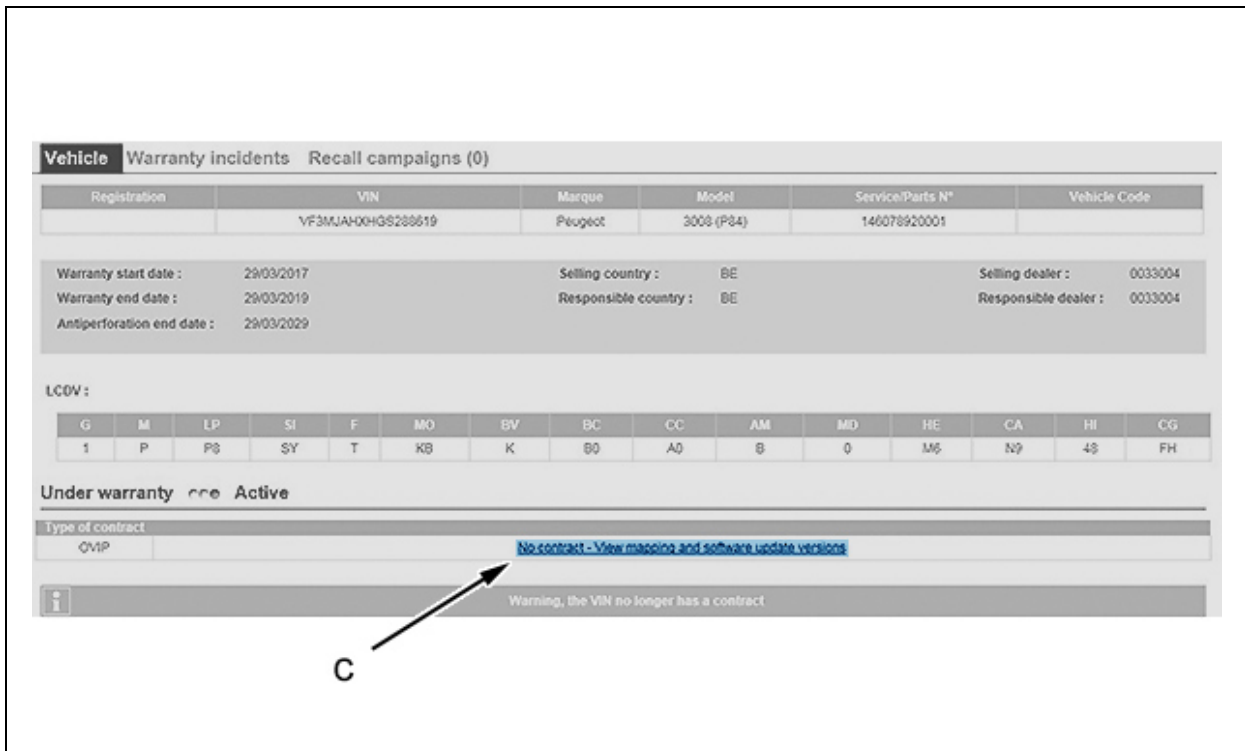 Vehicle Warranty incidents Recall campaigns (0)
Registration VIN Marque Model Service/Parts N° Vehicle Code
VF3MJAHXHGS288619 Peugeot 3008 (P84) 146078920001
Warranty start date : 29/03/2017 Selling country : BE Selling dealer : 0033004
Warranty end date : 29/03/2019 Responsible country : BE Responsible dealer : 0033004
Antiperforation end date : 29/03/2029
LCDV :
G M LP SI F MO BV BC CC AM MD HE CA HI CG
1 P P8 SY T KB K B0 A0 B 0 M6 N9 48 FH
Under warranty Active
Type of contract
OVIP No contract - View mapping and software update versions
i Warning, the VIN no longer has a contract
C